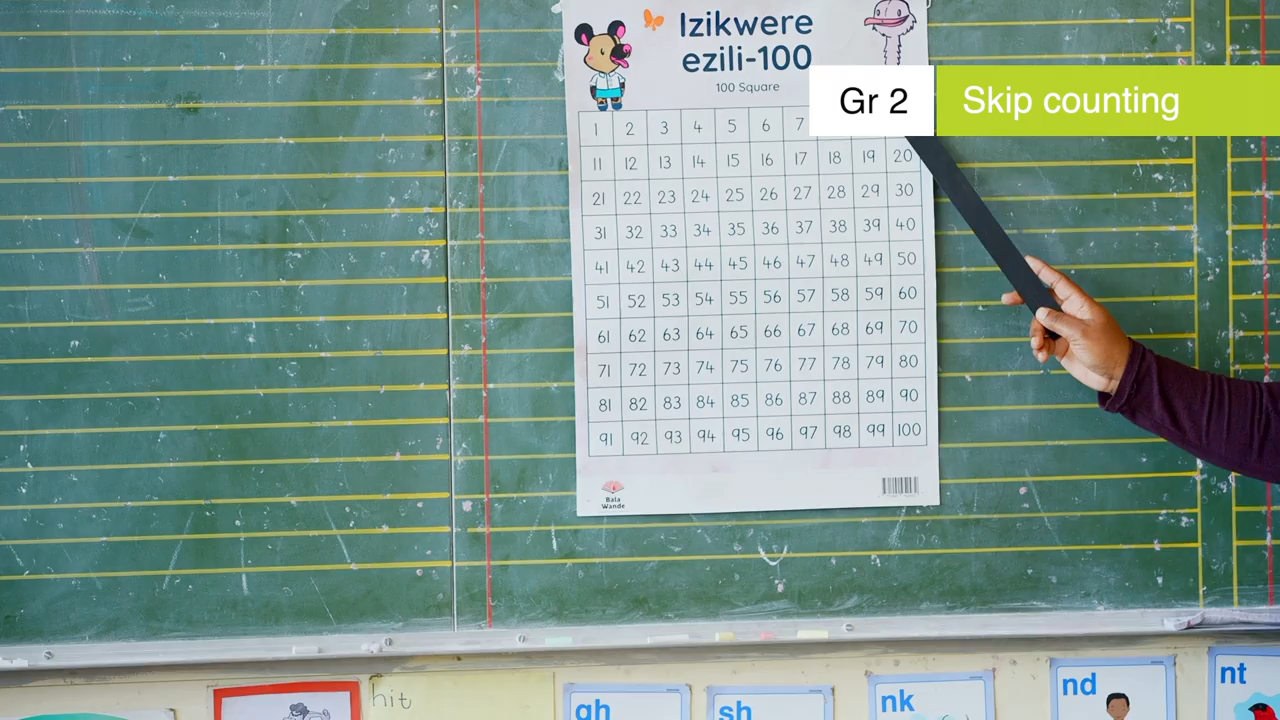 Izikwere
ezili-100
100 Square
Gr 2 Skip counting
1 2 3 4 5 6 7
11 12 13 14 15 16 17 18 19 20
21 22 23 24 25 26 27 28 29 30
31 32 33 34 35 36 37 38 39 40
41 42 43 44 45 46 47 48 49 50
51 52 53 54 55 56 57 58 59 60
61 62 63 64 65 66 67 68 69 70
71 72 73 74 75 76 77 78 79 80
81 82 83 84 85 86 87 88 89 90
91 92 93 94 95 96 97 98 99 100
Bala
Wande
hit
gh
sh
nk
nd
nt